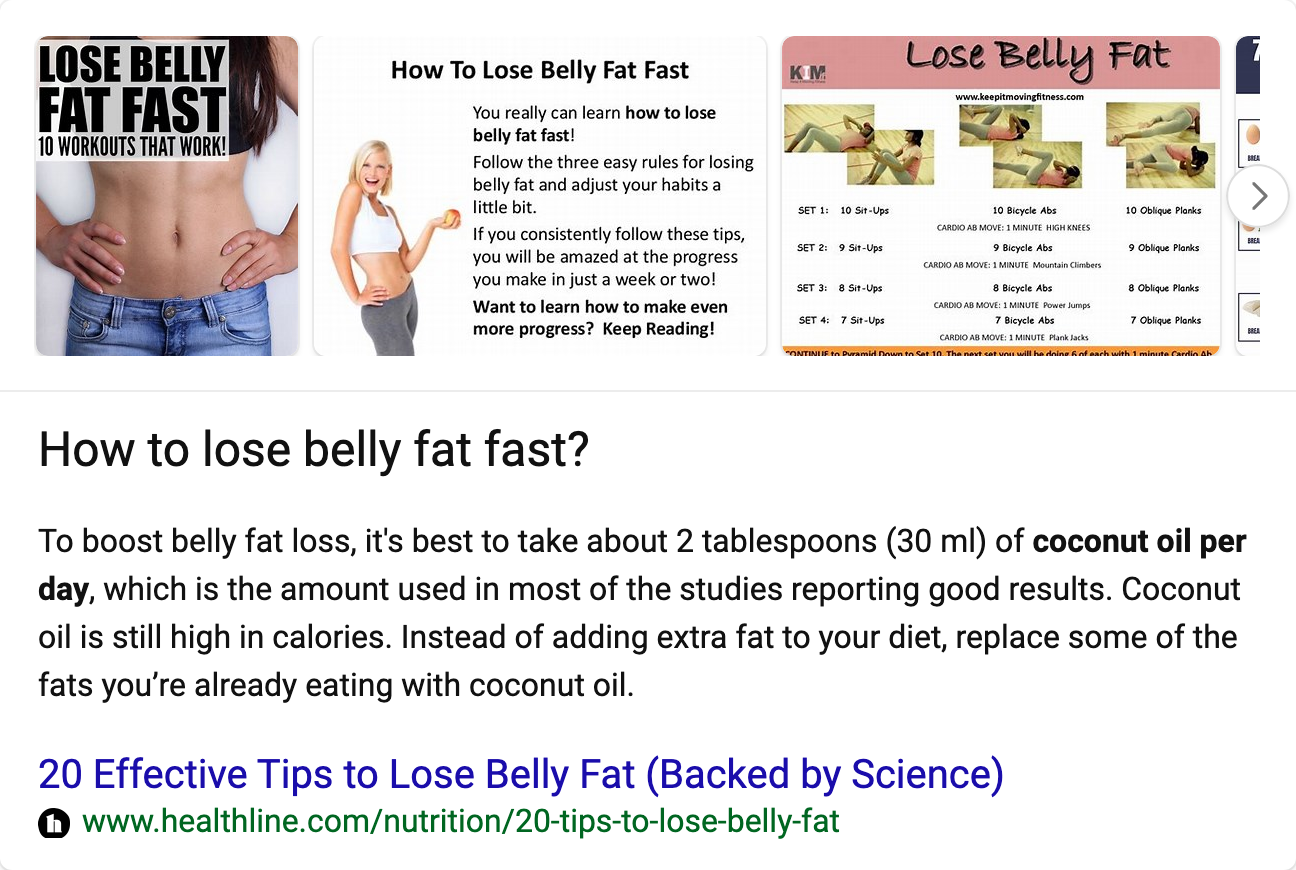 LOSE BELLY
FAT FAST
10 WORKOUTS THAT WORK!
How To Lose Belly Fat Fast
You really can learn how to lose
belly fat fast!
Follow the three easy rules for losing
belly fat and adjust your habits a
little bit.
If you consistently follow these tips,
you will be amazed at the progress
you make in just a week or two!
Want to learn how to make even
more progress? Keep Reading!
Lose Belly Fat
KIM
www.keepitmovingfitness.com
SET 1: 10 Sit-Ups 10 Bicycle Abs 10 Oblique Planks
CARDIO AB MOVE: 1 MINUTE HIGH KNEES
SET 2: 9 Sit-Ups 9 Bicycle Abs 9 Oblique Planks
CARDIO AB MOVE: 1 MINUTE Mountain Climbers
SET 3: 8 Sit-Ups 8 Bicycle Abs 8 Oblique Planks
CARDIO AB MOVE: 1 MINUTE Power Jumps
SET 4: 7 Sit-Ups 7 Bicycle Abs 7 Oblique Planks
CARDIO AB MOVE: 1 MINUTE Plank Jacks
CONTINUE to Pyramid Down to Set 10. The next set you will be doing 6 of each with 1 minute Cardio Ab
7
BREA
BREA
BREA
How to lose belly fat fast?
To boost belly fat loss, it's best to take about 2 tablespoons (30 ml) of coconut oil per
day, which is the amount used in most of the studies reporting good results. Coconut
oil is still high in calories. Instead of adding extra fat to your diet, replace some of the
fats you’re already eating with coconut oil.
20 Effective Tips to Lose Belly Fat (Backed by Science)
h www.healthline.com/nutrition/20-tips-to-lose-belly-fat